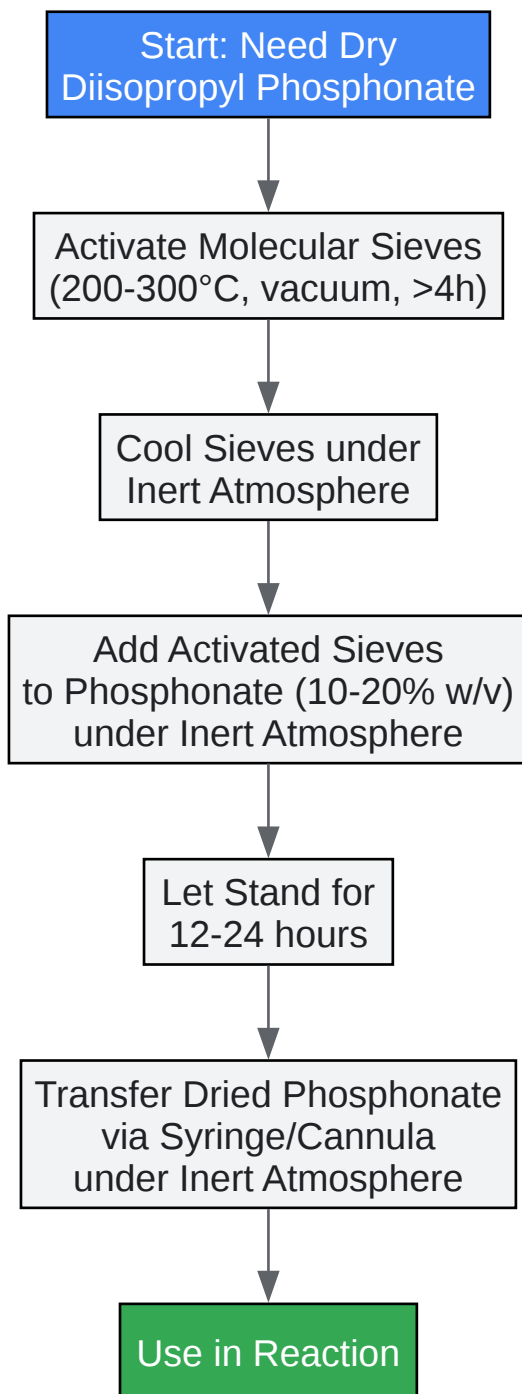 Start: Need Dry
Diisopropyl Phosphonate
Activate Molecular Sieves
(200-300°C, vacuum, >4h)
Cool Sieves under
Inert Atmosphere
Add Activated Sieves
to Phosphonate (10-20% w/v)
under Inert Atmosphere
Let Stand for
12-24 hours
Transfer Dried Phosphonate
via Syringe/Cannula
under Inert Atmosphere
Use in Reaction